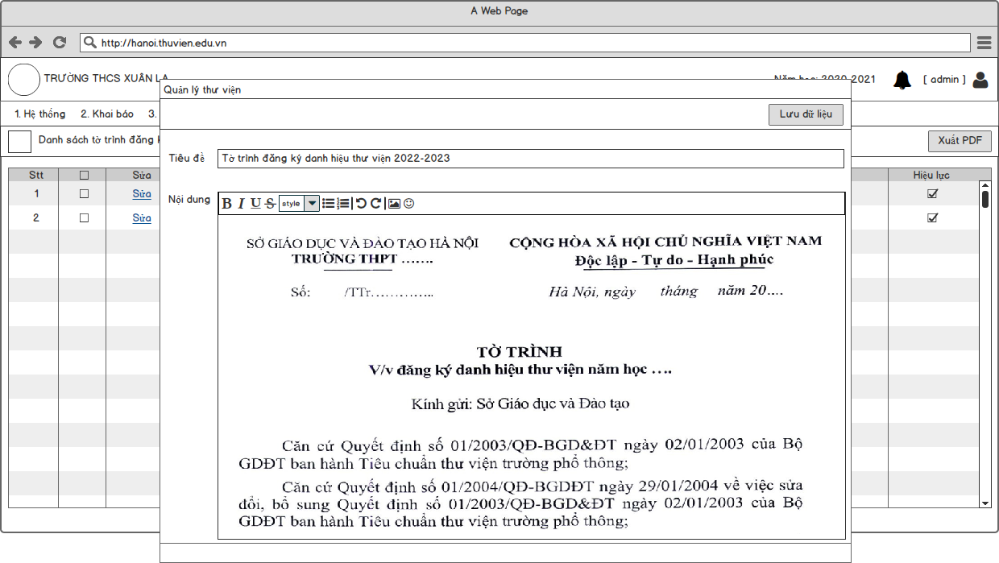 A Web Page
http://hanoi.thuvien.edu.vn
TRƯỜNG THCS XUÂN LA
Năm học: 2020-2021
[ admin ]
Quản lý thư viện
1. Hệ thống 2. Khai báo 3.
Lưu dữ liệu
Danh sách tờ trình đăng k
Xuất PDF
Tiêu đề
Tờ trình đăng ký danh hiệu thư viện 2022-2023
Stt Sửa Hiệu lực
1 Sửa
2 Sửa
Nội dung
B I U S style
SỞ GIÁO DỤC VÀ ĐÀO TẠO HÀ NỘI
TRƯỜNG THPT …….
CỘNG HÒA XÃ HỘI CHỦ NGHĨA VIỆT NAM
Độc lập - Tự do - Hạnh phúc
Số: /TTr…………..
Hà Nội, ngày tháng năm 20….
TỜ TRÌNH
V/v đăng ký danh hiệu thư viện năm học ….
Kính gửi: Sở Giáo dục và Đào tạo
Căn cứ Quyết định số 01/2003/QĐ-BGD&ĐT ngày 02/01/2003 của Bộ
GDĐT ban hành Tiêu chuẩn thư viện trường phổ thông;
Căn cứ Quyết định số 01/2004/QĐ-BGDĐT ngày 29/01/2004 về việc sửa
đổi, bổ sung Quyết định số 01/2003/QĐ-BGD&ĐT ngày 02/01/2003 của Bộ
GDĐT ban hành Tiêu chuẩn thư viện trường phổ thông;